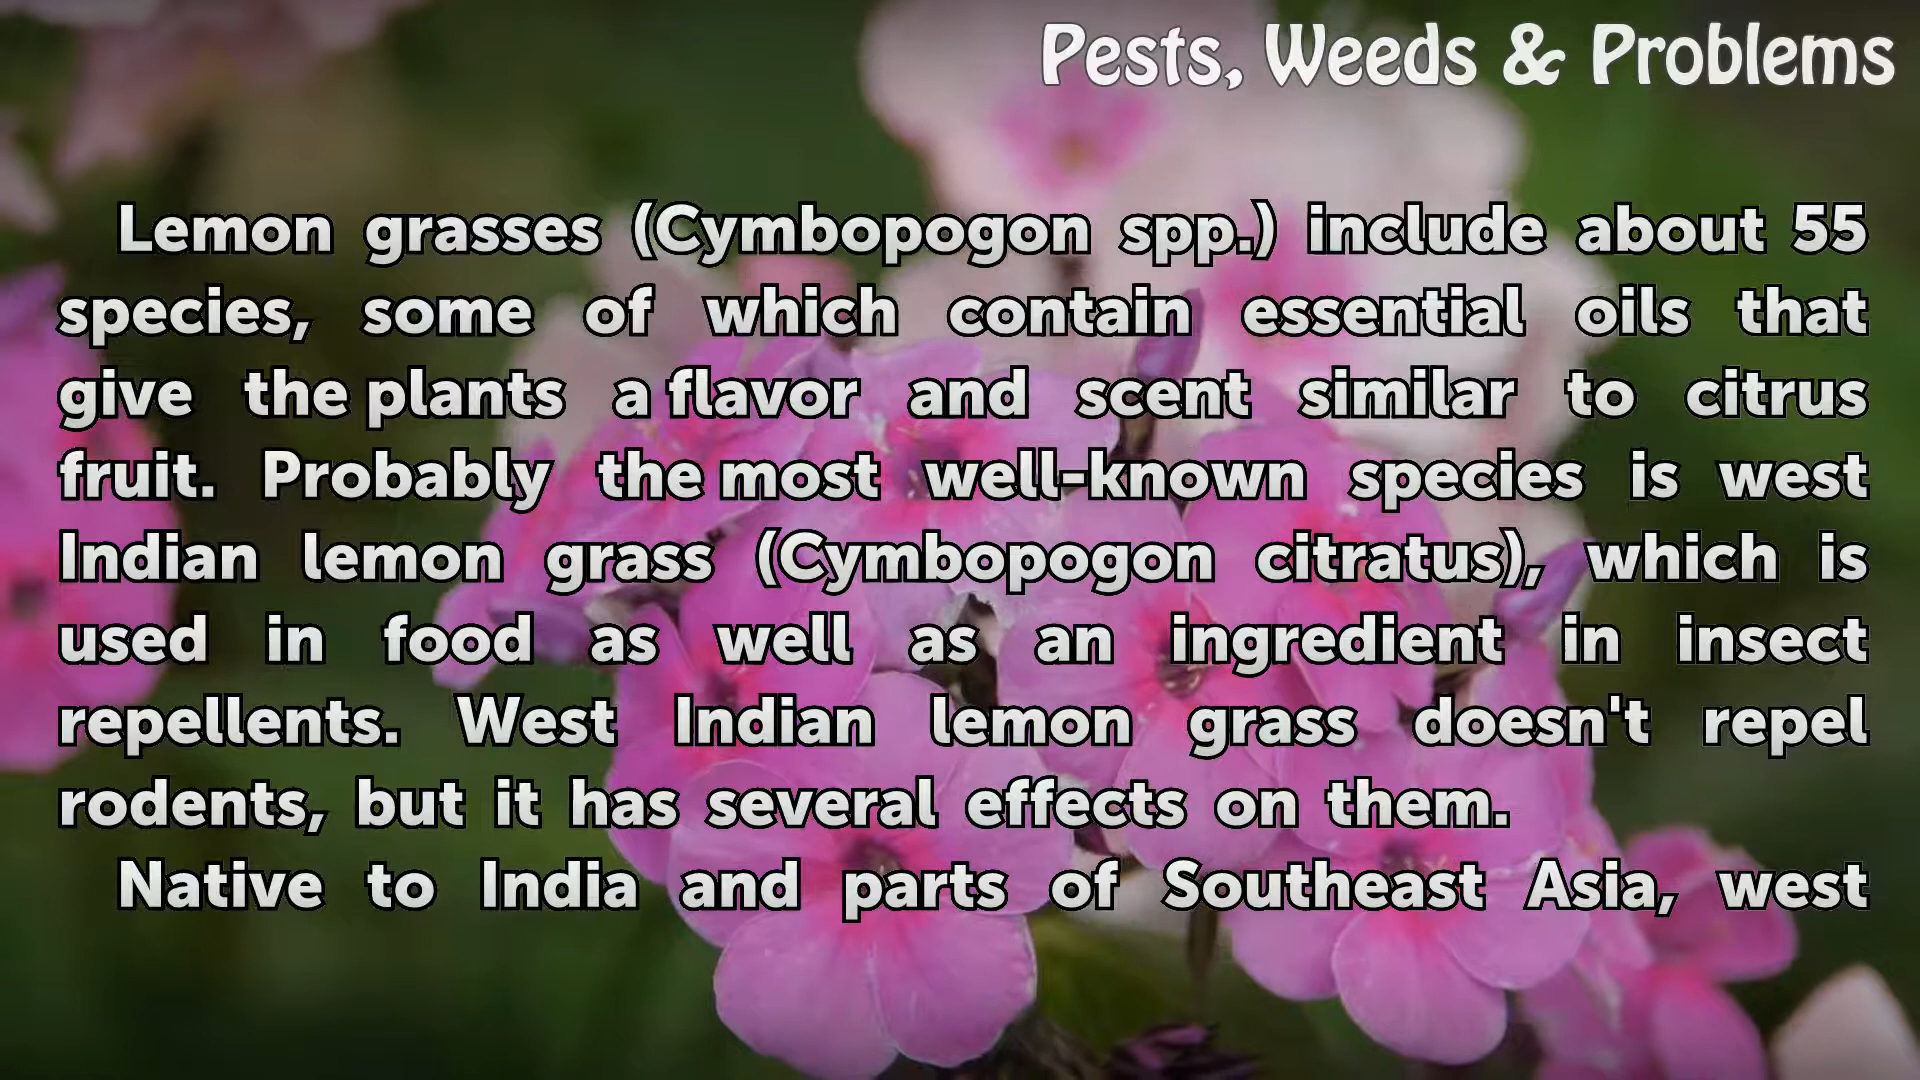 Pests, Weeds & Problems
Lemon grasses (Cymbopogon spp.) include about 55
species, some of which contain essential oils that
give the plants a flavor and scent similar to citrus
fruit. Probably the most well-known species is west
Indian lemon grass (Cymbopogon citratus), which is
used in food as well as an ingredient in insect
repellents. West Indian lemon grass doesn't repel
rodents, but it has several effects on them.
Native to India and parts of Southeast Asia, west